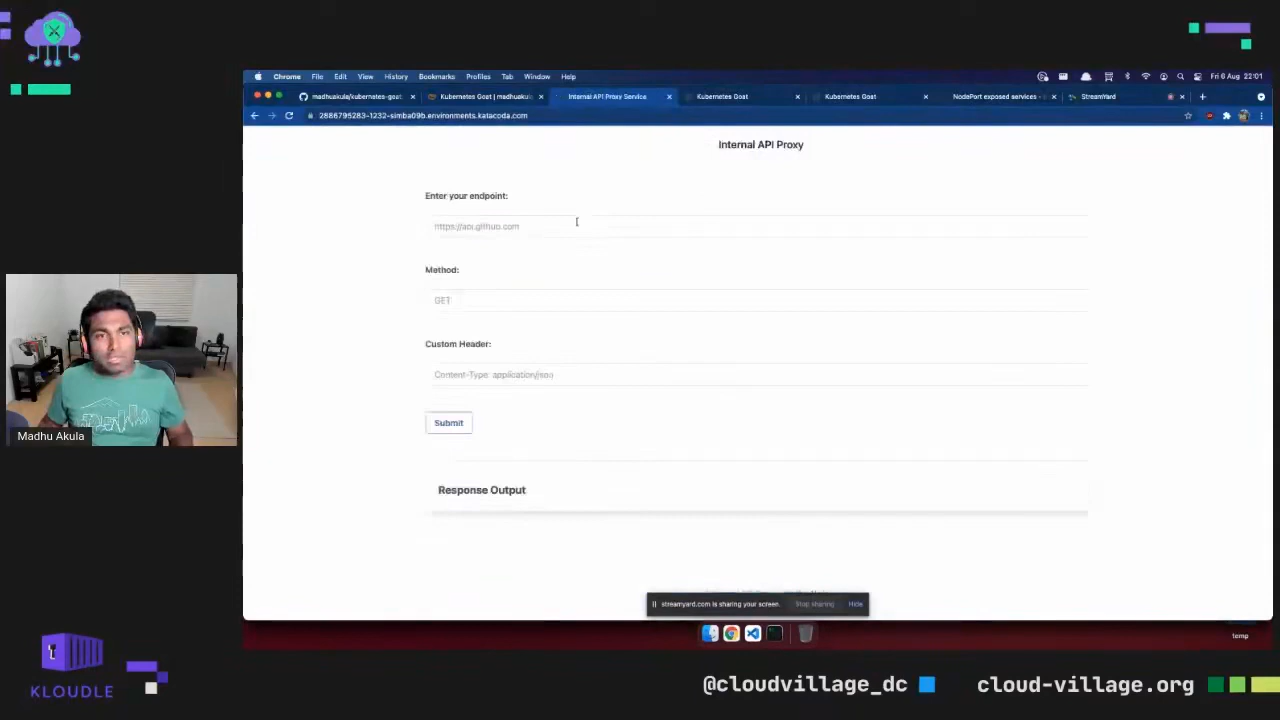 Chrome File Edit View History Bookmarks Profiles Tab Window Help Fri 6 Aug 22:01
madhuakula/kubernetes-goat: Kubernetes Goat | madhuakula Internal API Proxy Service Kubernetes Goat Kubernetes Goat NodePort exposed services - StreamYard
2886795283-1232-simba09b.environments.katacoda.com
Internal API Proxy
Enter your endpoint:
https://api.github.com
Method:
GET
Custom Header:
Content-Type: application/json
Submit
Response Output
Madhu Akula
streamyard.com is sharing your screen. Stop sharing Hide
temp
KLOUDLE
@cloudvillage_dc cloud-village.org